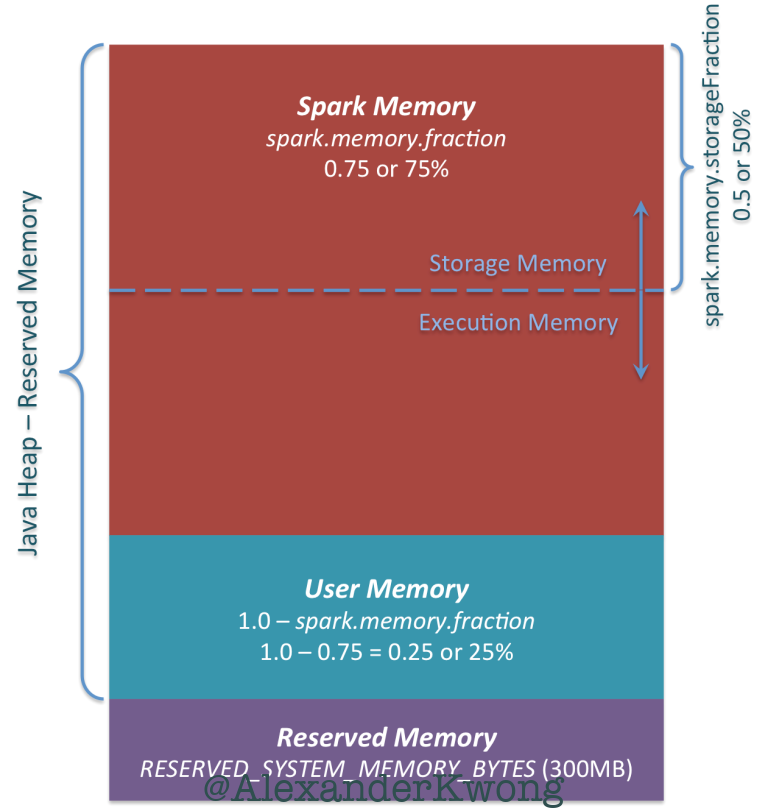 Spark Memory
spark.memory.fraction
0.75 or 75%
Storage Memory
Execution Memory
spark.memory.storageFraction
0.5 or 50%
Java Heap – Reserved Memory
User Memory
1.0 – spark.memory.fraction
1.0 – 0.75 = 0.25 or 25%
Reserved Memory
RESERVED_SYSTEM_MEMORY_BYTES (300MB)
@AlexanderKwong